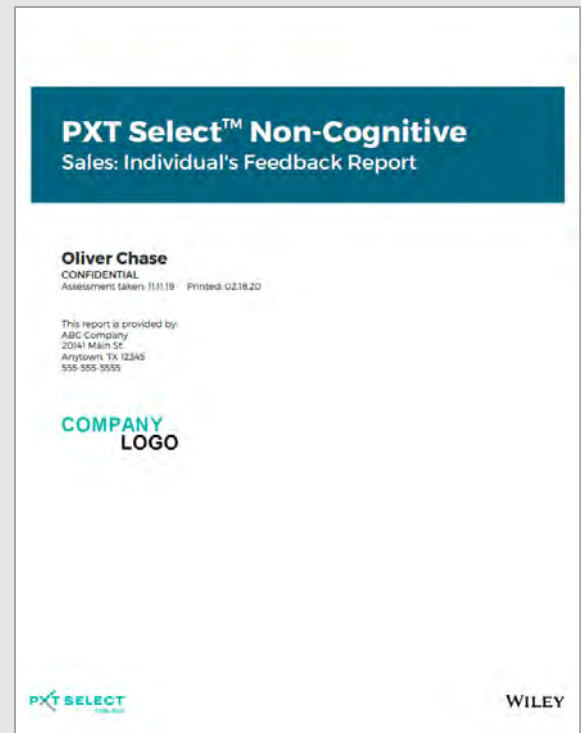 PXT Select™ Non-Cognitive
Sales: Individual's Feedback Report
Oliver Chase
CONFIDENTIAL
Assessment taken: 11.11.19 Printed: 02.18.20
This report is provided by:
ABC Company
20141 Main St.
Anytown, TX 12345
555-555-5555
COMPANY
LOGO
PXT SELECT
WILEY